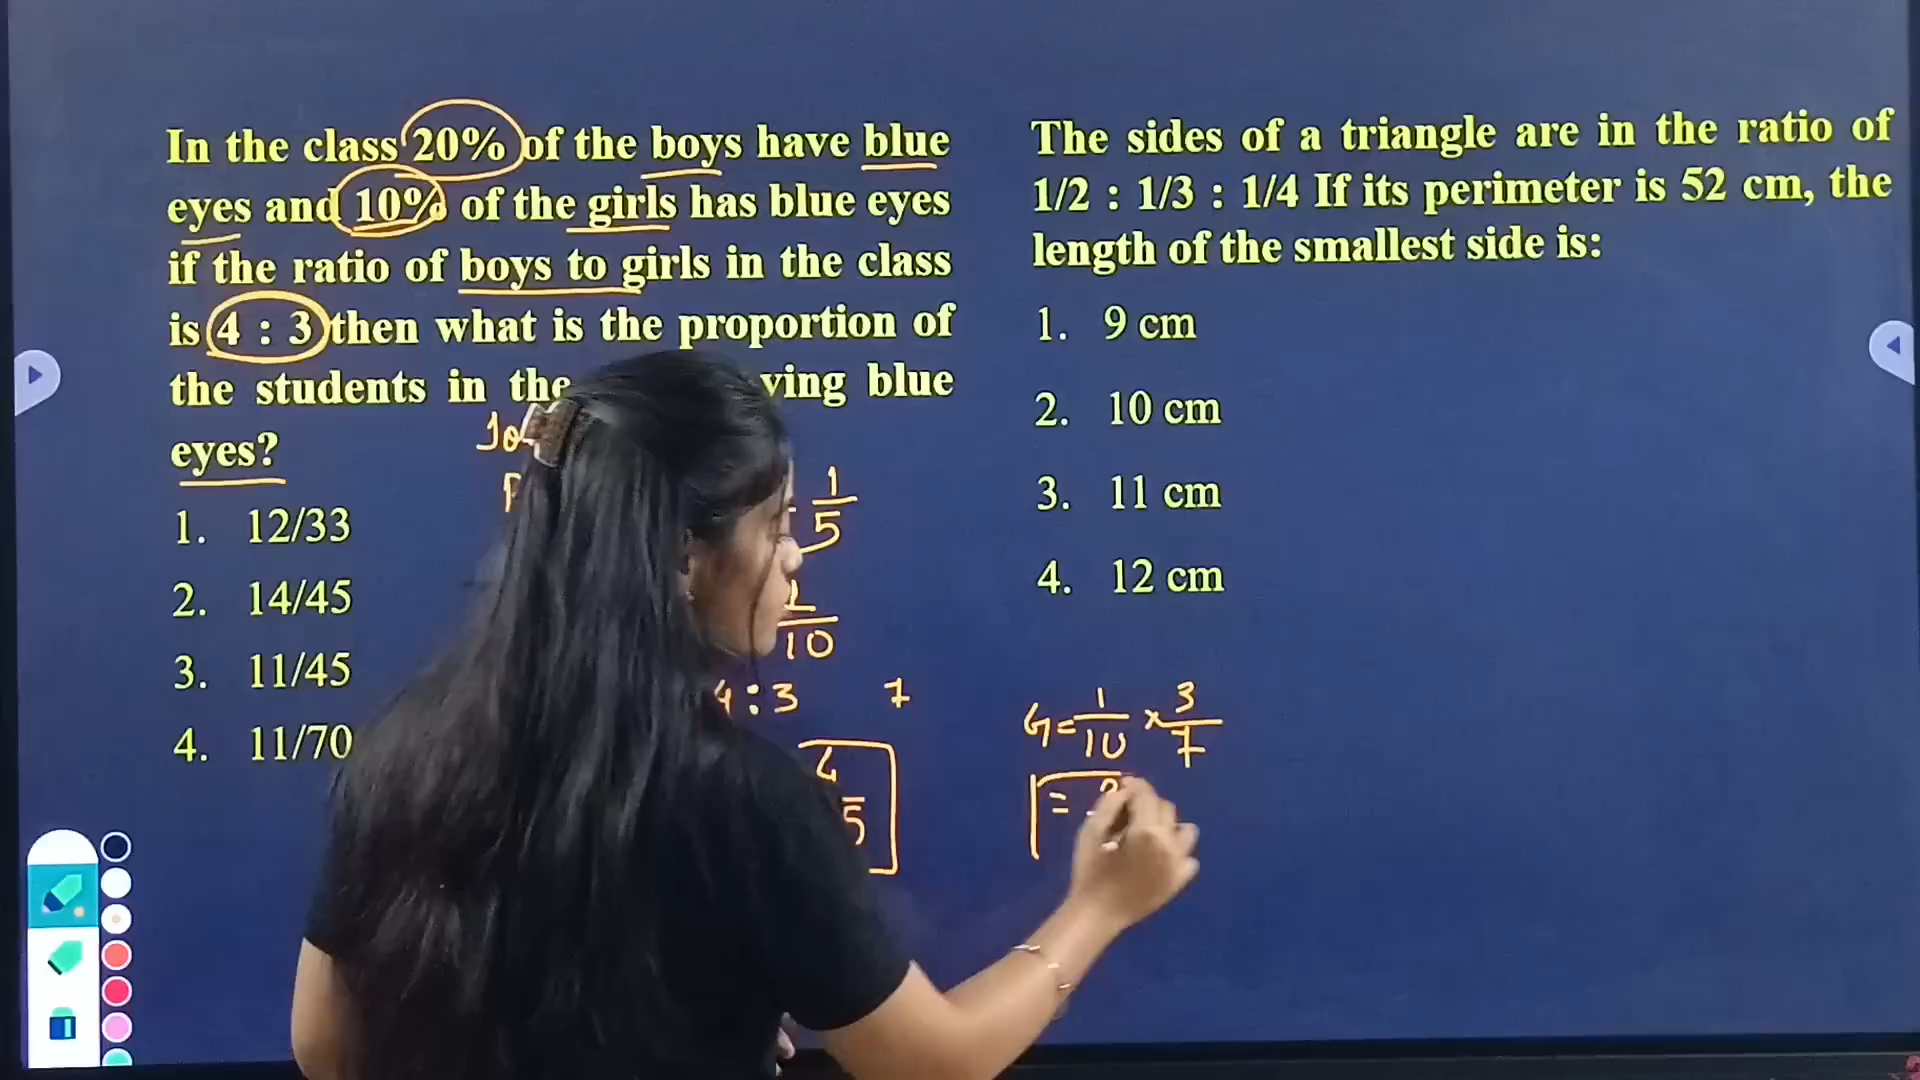 In the class 20% of the boys have blue
eyes and 10% of the girls has blue eyes
if the ratio of boys to girls in the class
is 4 : 3 then what is the proportion of
the students in the ving blue
eyes?
1. 12/33
2. 14/45
3. 11/45
4. 11/70
1/5
1/10
4 : 3 7
The sides of a triangle are in the ratio of
1/2 : 1/3 : 1/4 If its perimeter is 52 cm, the
length of the smallest side is:
1. 9 cm
2. 10 cm
3. 11 cm
4. 12 cm
G = 1/10 × 3/7
=